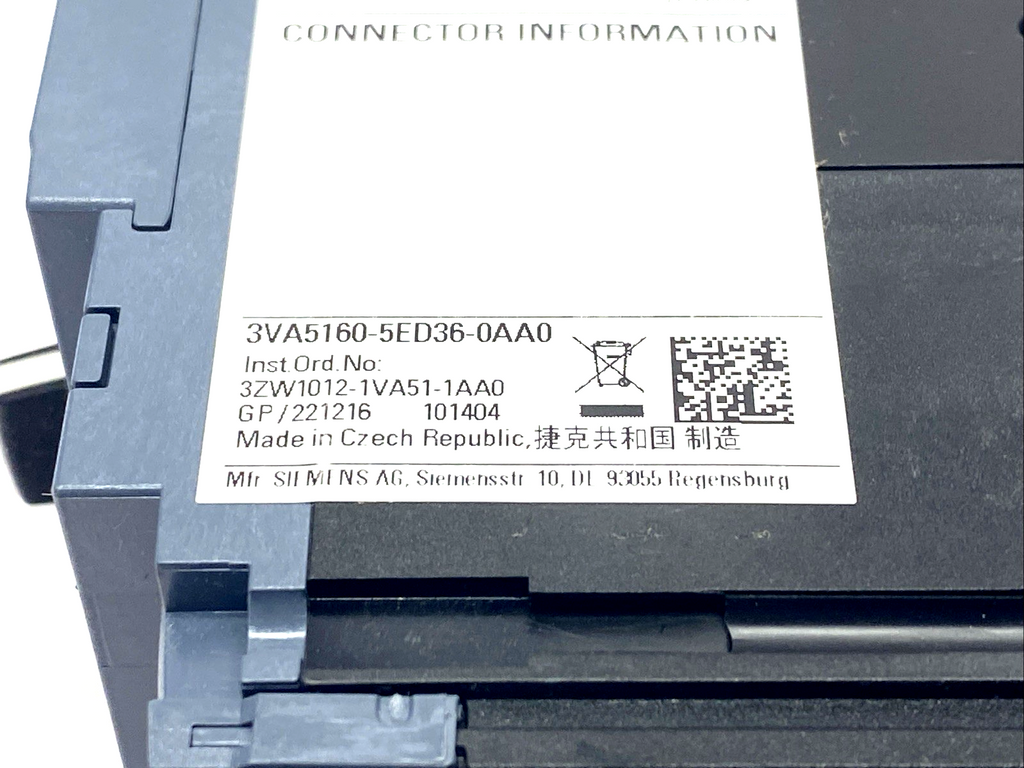 CONNECTOR INFORMATION
3VA5160-5ED36-0AA0
Inst.Ord.No:
3ZW1012-1VA51-1AA0
GP/221216 101404
Made in Czech Republic,捷克共和国 制造
Mfr SIEMENS AG, Siemensstr 10, DE 93055 Regensburg